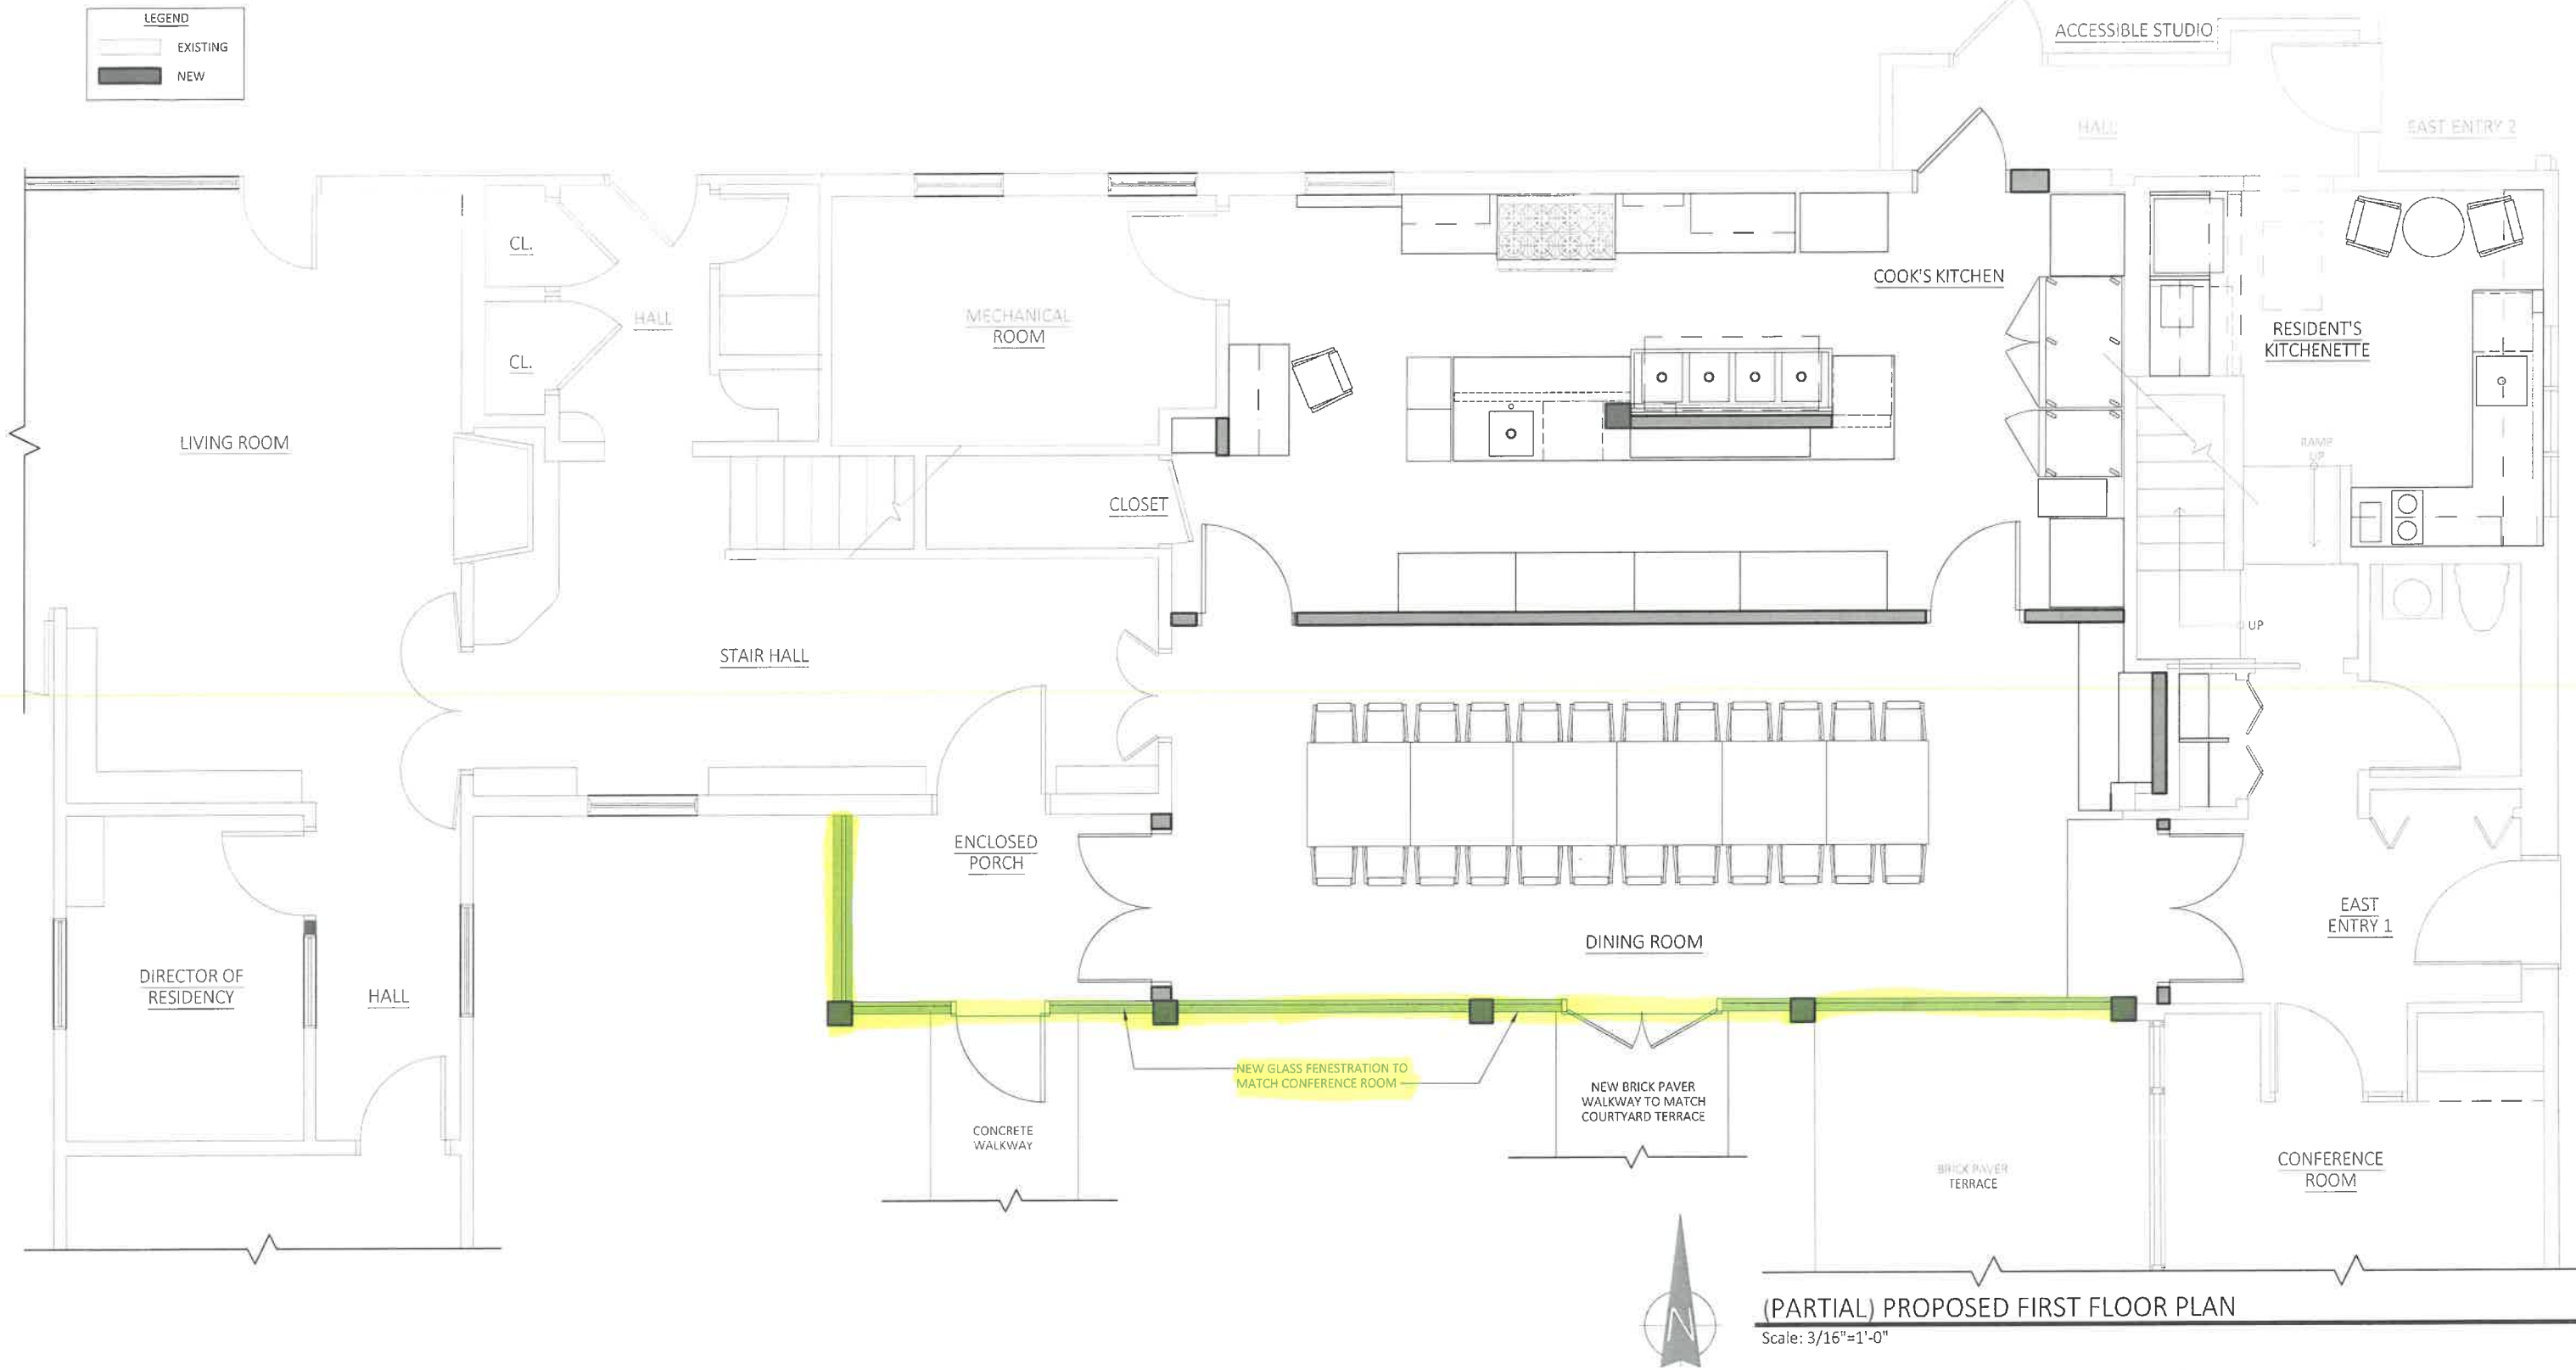 LEGEND
EXISTING
NEW
ACCESSIBLE STUDIO
HALL
EAST ENTRY 2
CL.
HALL
CL.
MECHANICAL
ROOM
COOK'S KITCHEN
RESIDENT'S
KITCHENETTE
LIVING ROOM
RAMP
UP
CLOSET
UP
STAIR HALL
ENCLOSED
PORCH
DINING ROOM
EAST
ENTRY 1
DIRECTOR OF
RESIDENCY
HALL
NEW GLASS FENESTRATION TO
MATCH CONFERENCE ROOM
NEW BRICK PAVER
WALKWAY TO MATCH
COURTYARD TERRACE
CONCRETE
WALKWAY
BRICK PAVER
TERRACE
CONFERENCE
ROOM
N
(PARTIAL) PROPOSED FIRST FLOOR PLAN
Scale: 3/16"=1'-0"